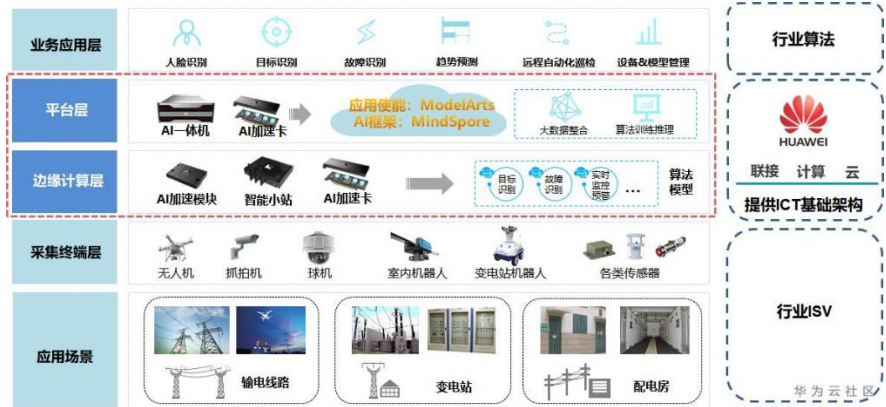 业务应用层
人脸识别
目标识别
故障识别
趋势预测
远程自动化巡检
设备&模型管理
行业算法
平台层
AI一体机
AI加速卡
应用使能：ModelArts
AI框架：MindSpore
大数据整合
算法训练推理
HUAWEI
联接 计算 云
提供ICT基础架构
边缘计算层
AI加速模块
智能小站
AI加速卡
目标
识别
故障
识别
实时
监控
预警
...
算法
模型
采集终端层
无人机
抓拍机
球机
室内机器人
变电站机器人
各类传感器
行业ISV
应用场景
输电线路
变电站
配电房
华为云社区